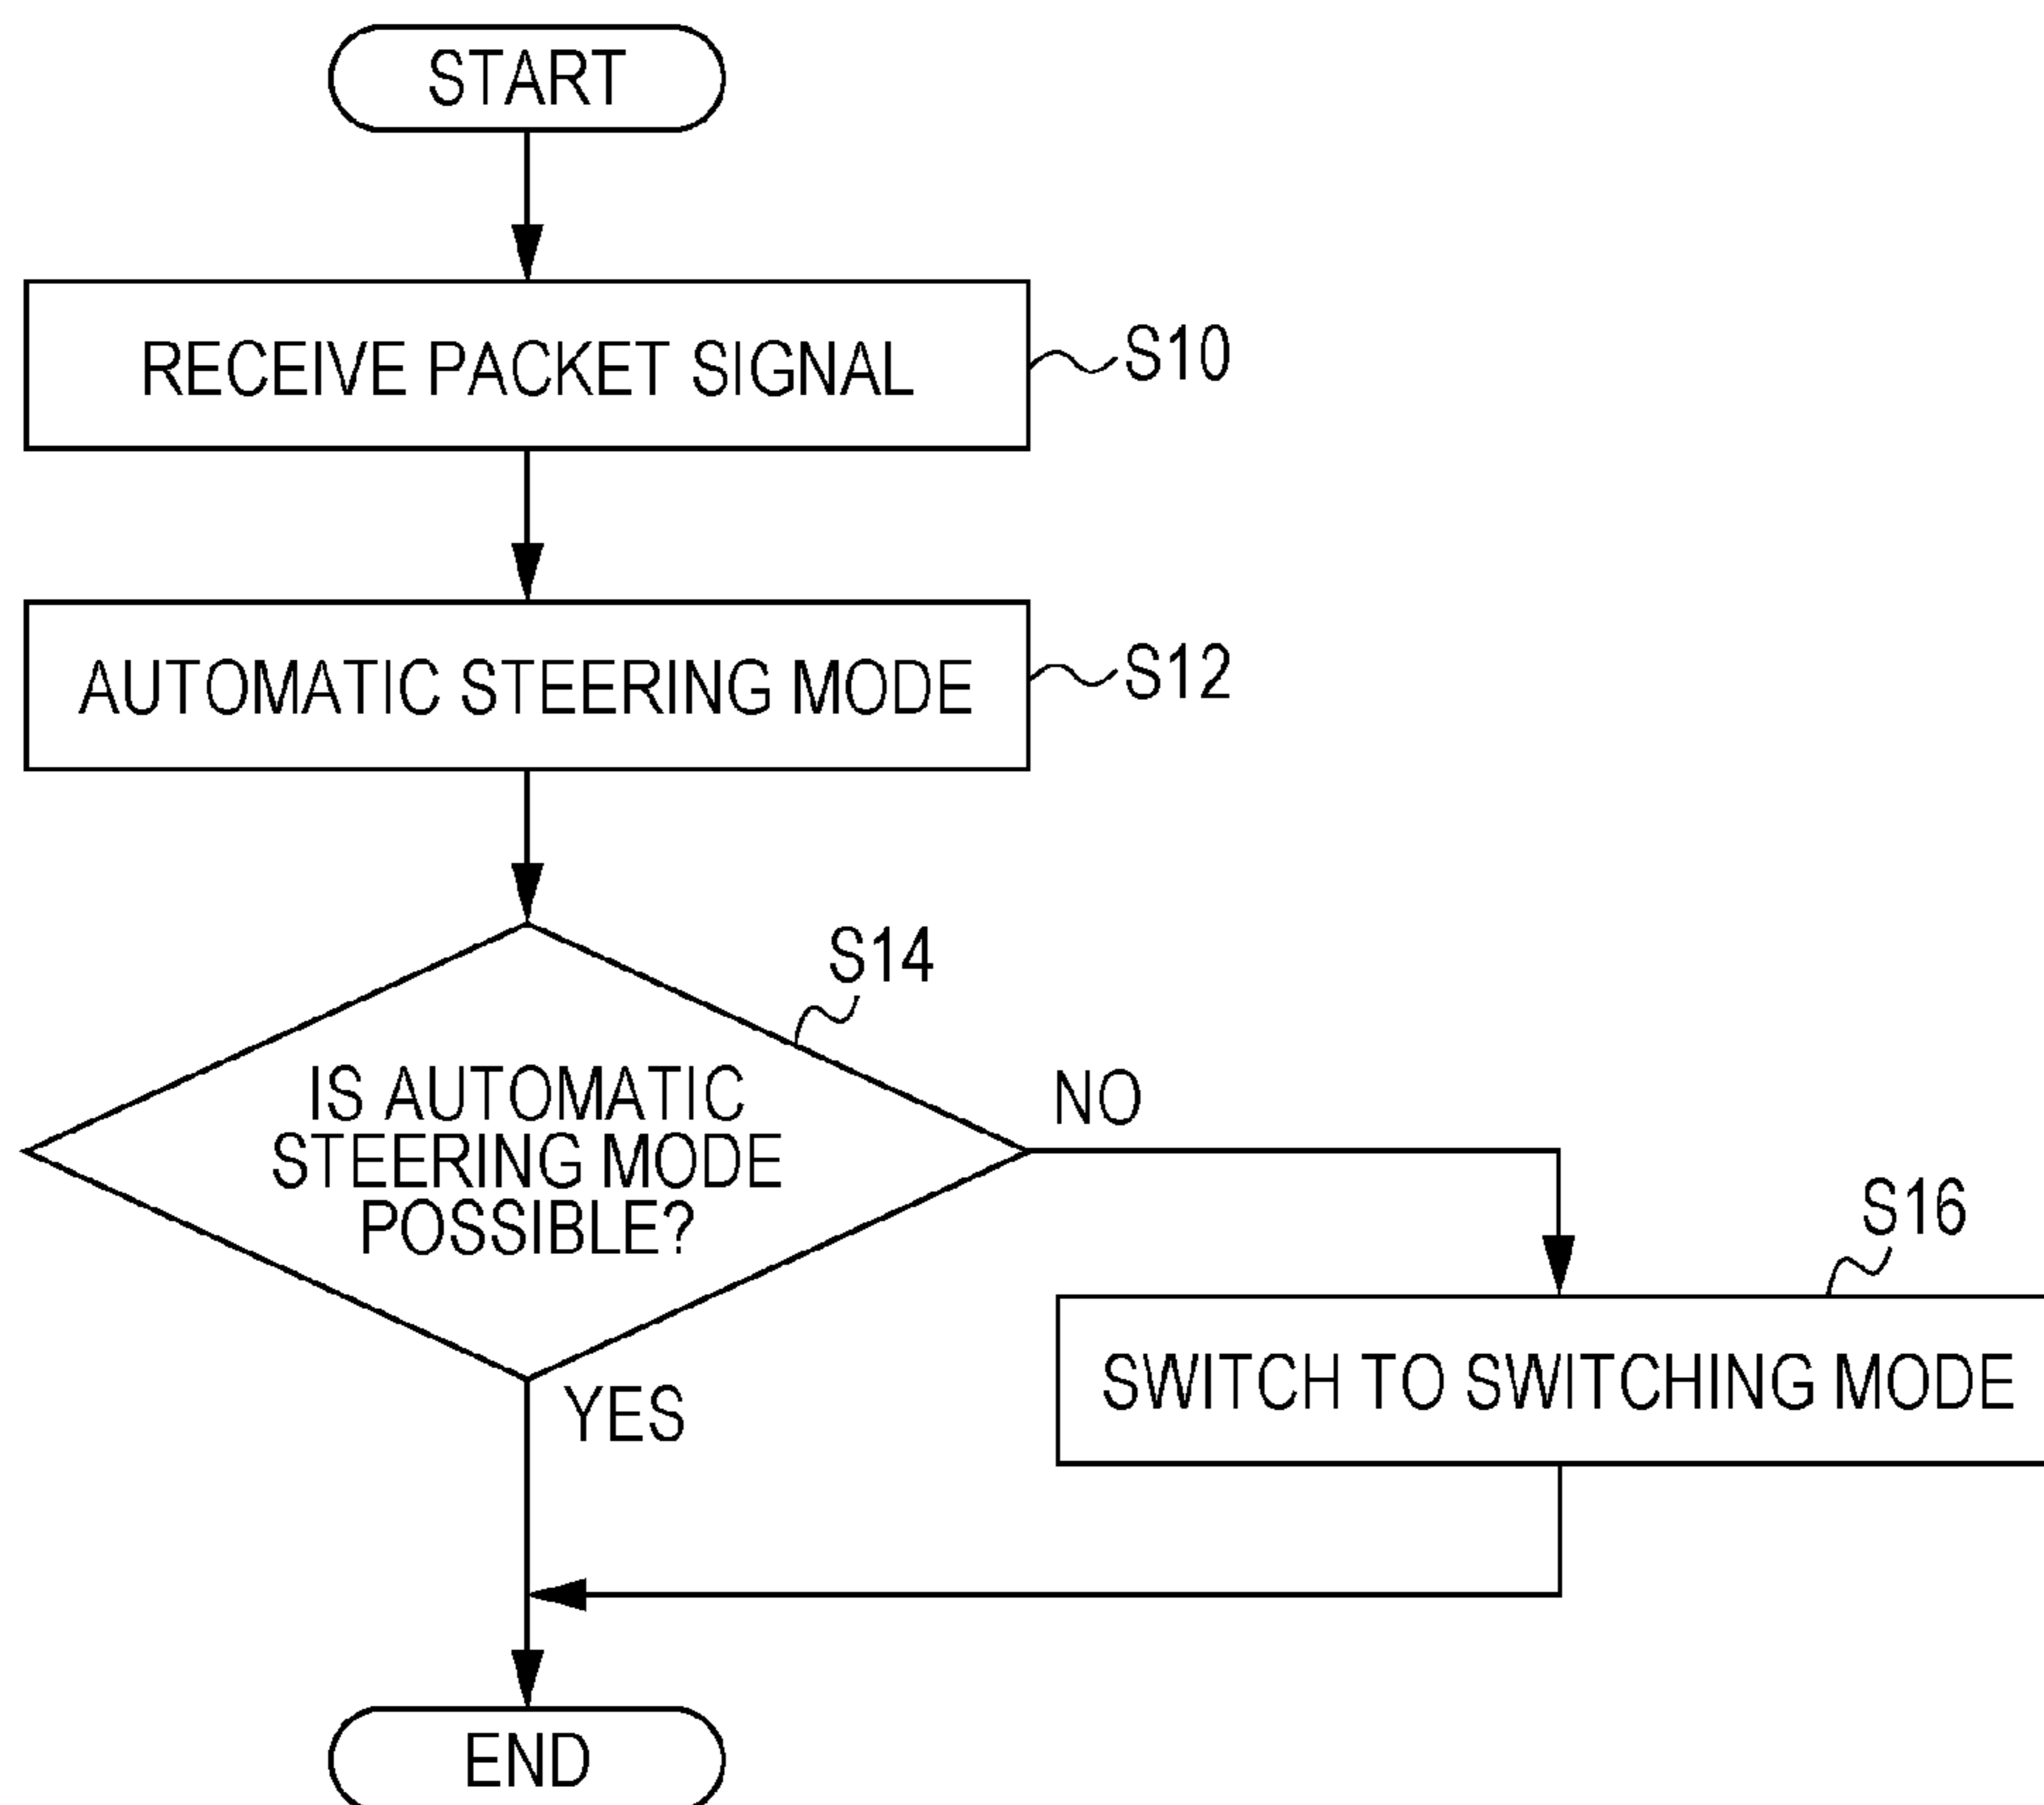 START
RECEIVE PACKET SIGNAL
S10
AUTOMATIC STEERING MODE
S12
S14
IS AUTOMATIC
STEERING MODE
POSSIBLE?
NO
S16
SWITCH TO SWITCHING MODE
YES
END